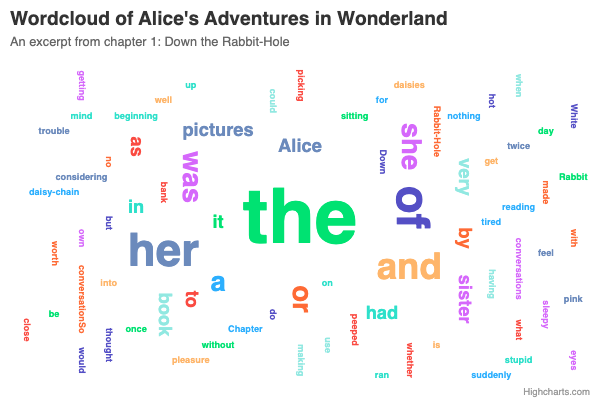 Wordcloud of Alice's Adventures in Wonderland
An excerpt from chapter 1: Down the Rabbit-Hole
getting
up
picking
daisies
when
well
could
for
hot
White
mind
beginning
sitting
Rabbit-Hole
nothing
trouble
pictures
she
day
as
Alice
twice
no
was
Down
very
get
considering
Rabbit
daisy-chain
bank
made
in
the
of
reading
but
it
tired
own
her
by
with
worth
and
conversations
feel
conversationSo
into
a
or
on
sister
having
book
to
pink
be
do
had
sleepy
close
thought
once
Chapter
peeped
what
would
without
use
is
making
whether
pleasure
stupid
eyes
ran
suddenly
Highcharts.com